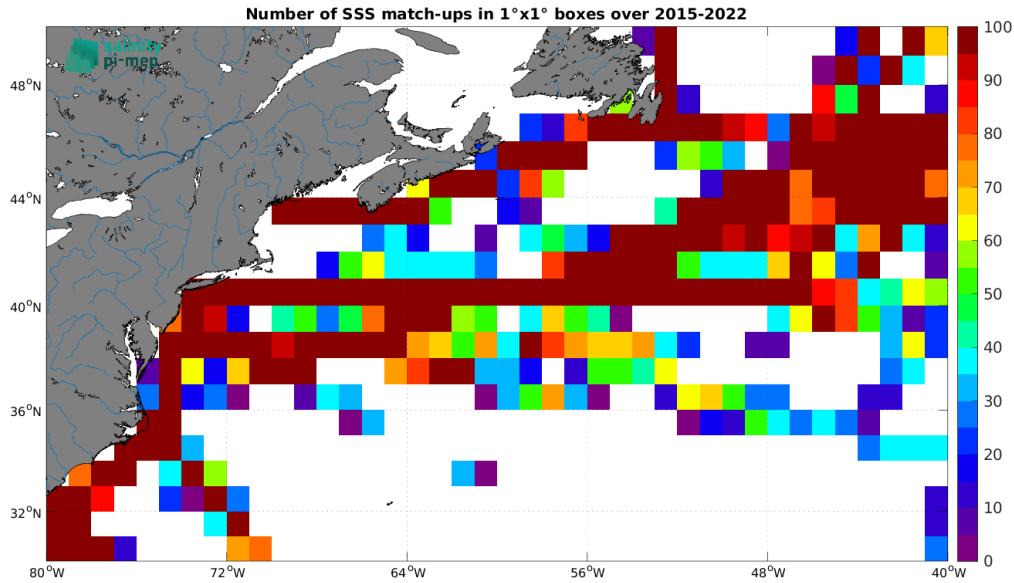 Number of SSS match-ups in 1°x1° boxes over 2015-2022
salinity
pi-mep
48°N
44°N
40°N
36°N
32°N
80°W 72°W 64°W 56°W 48°W 40°W
100
90
80
70
60
50
40
30
20
10
0